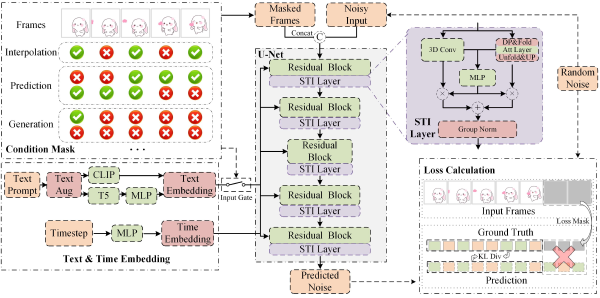 Frames
Interpolation
Prediction
Generation
. . .
Condition Mask
Masked
Frames
Noisy
Input
Concat
C
U-Net
Residual Block
STI Layer
Residual Block
STI Layer
Residual
Block
Residual Block
STI Layer
Residual Block
STI Layer
Predicted
Noise
3D Conv
DP&Fold
Att Layer
Unfold&UP
MLP
STI
Layer
Group Norm
Random
Noise
Text
Prompt
Text
Aug
CLIP
T5
MLP
Text
Embedding
Input Gate
Timestep
MLP
Time
Embedding
Text & Time Embedding
Loss Calculation
Input Frames
Loss Mask
Ground Truth
KL Div
Prediction